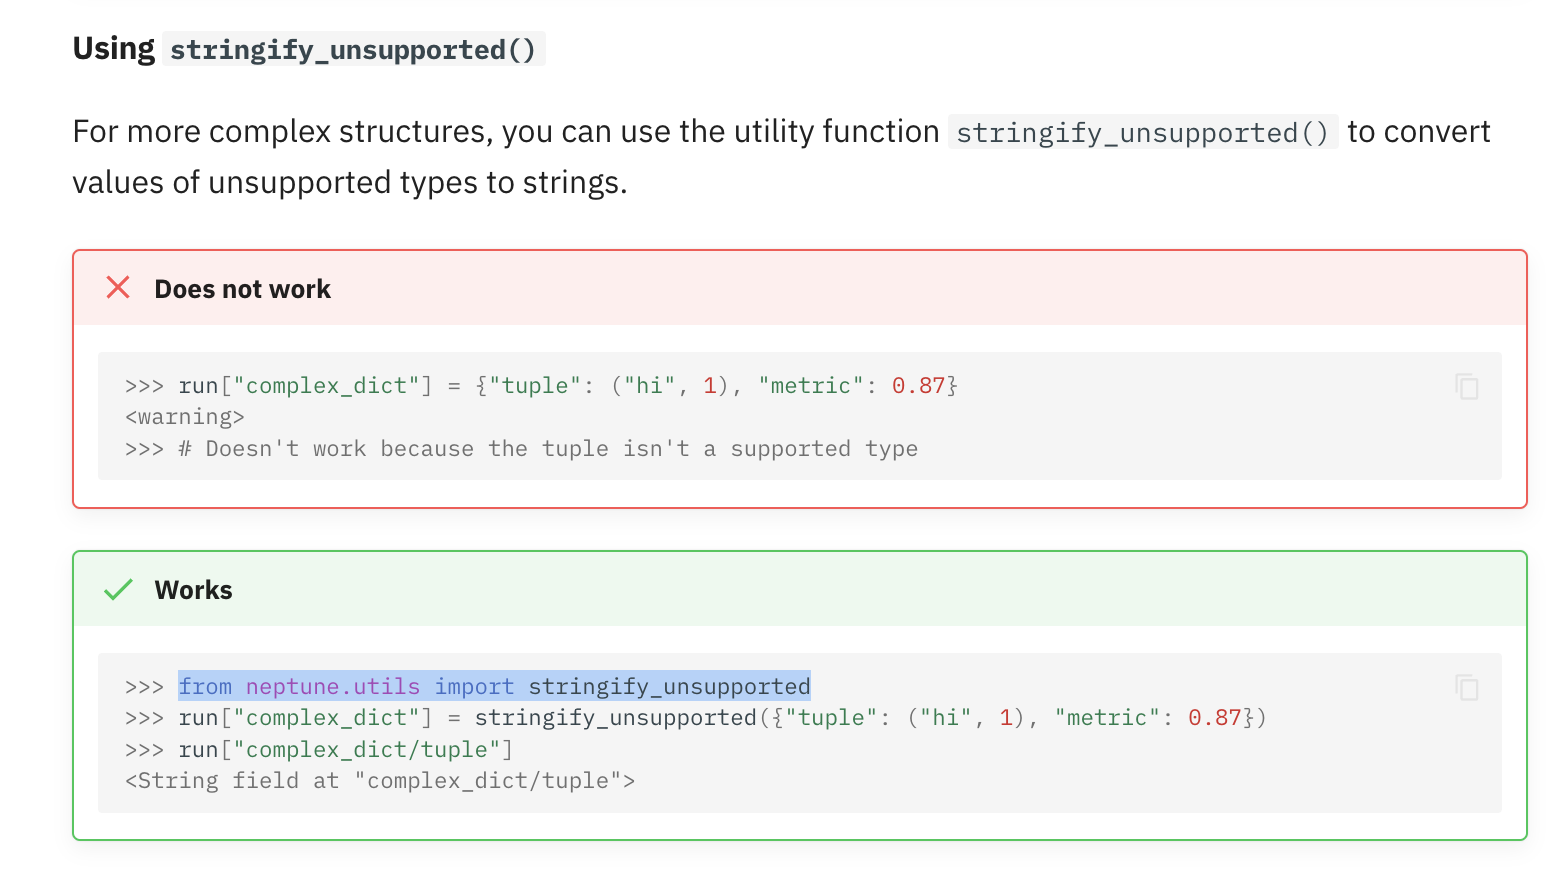 Using stringify_unsupported()
For more complex structures, you can use the utility function stringify_unsupported() to convert
values of unsupported types to strings.
Does not work
>>> run["complex_dict"] = {"tuple": ("hi", 1), "metric": 0.87}
<warning>
>>> # Doesn't work because the tuple isn't a supported type
Works
>>> from neptune.utils import stringify_unsupported
>>> run["complex_dict"] = stringify_unsupported({"tuple": ("hi", 1), "metric": 0.87})
>>> run["complex_dict/tuple"]
<String field at "complex_dict/tuple">